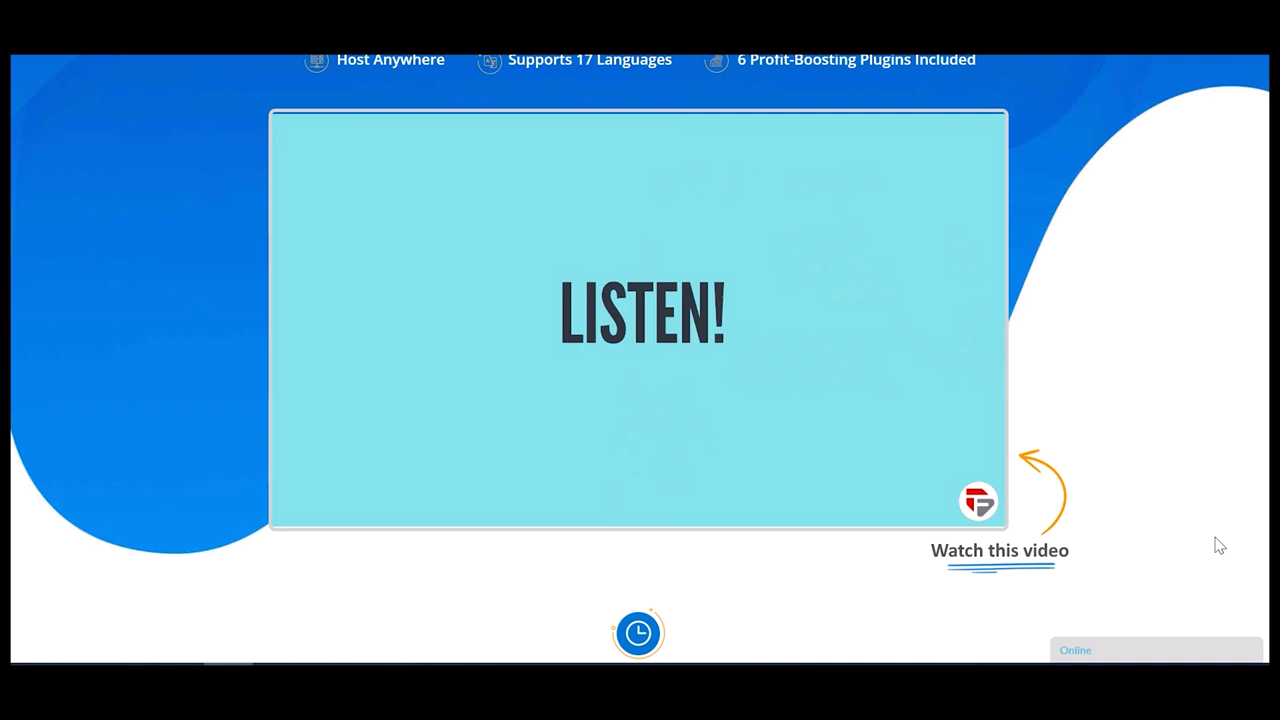 Host Anywhere
Supports 17 Languages
6 Profit-Boosting Plugins Included
LISTEN!
Watch this video
Online